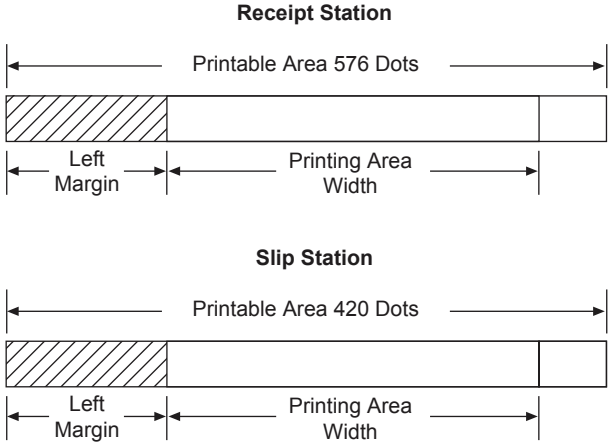 Receipt Station
Printable Area 576 Dots
Left
Margin
Printing Area
Width
Slip Station
Printable Area 420 Dots
Left
Margin
Printing Area
Width